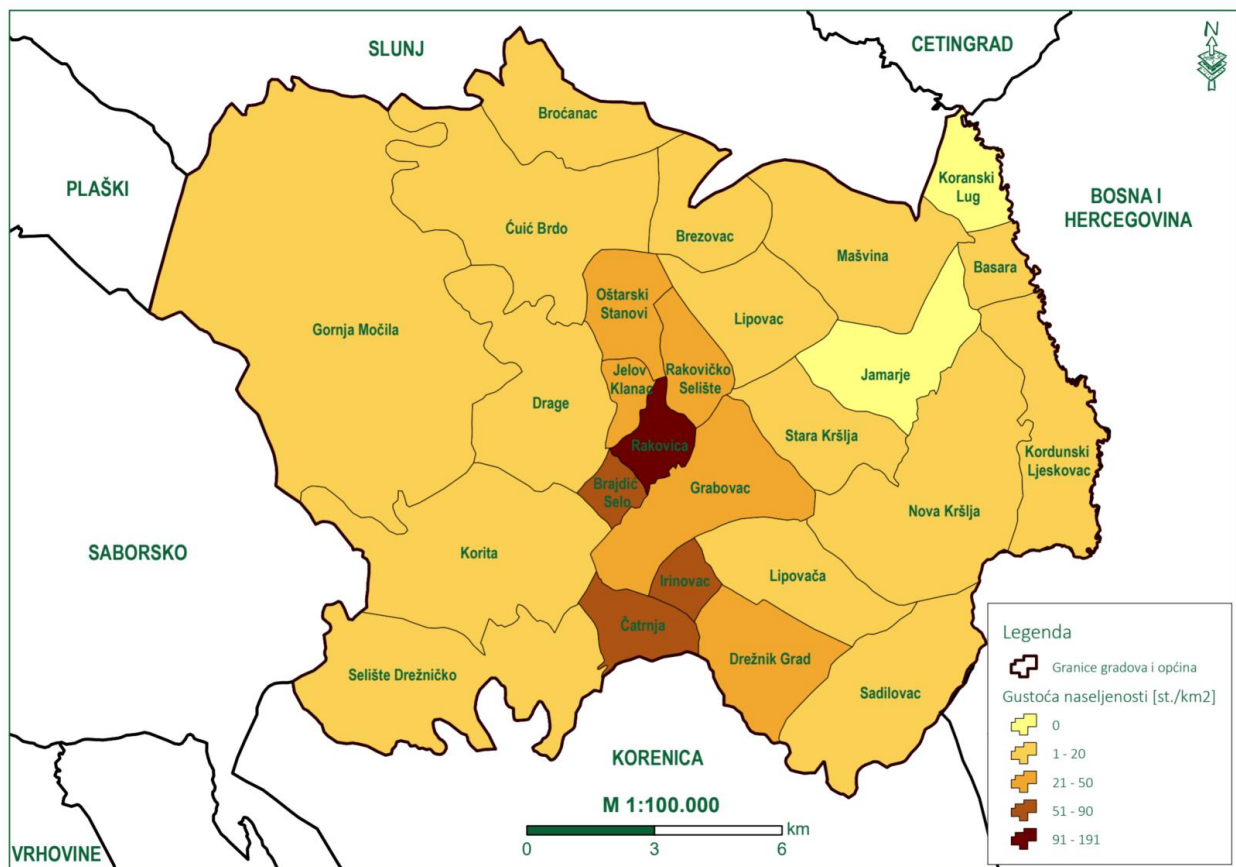 SLUNJ
CETINGRAD
N
Broćanac
Koranski
Lug
PLAŠKI
BOSNA I
HERCEGOVINA
Ćuić Brdo
Brezovac
Mašvina
Basara
Oštarski
Stanovi
Gornja Močila
Lipovac
Jelov
Klanac
Rakovičko
Selište
Jamarje
Drage
Stara Kršlja
Rakovica
Kordunski
Ljeskovac
Brajdić
Selo
Grabovac
Nova Kršlja
SABORSKO
Korita
Irinovac
Lipovača
Čatrnja
Drežnik Grad
Selište Drežničko
Sadilovac
KORENICA
VRHOVINE
M 1:100.000
km
0 3 6
Legenda
Granice gradova i općina
Gustoća naseljenosti [st./km2]
0
1 - 20
21 - 50
51 - 90
91 - 191